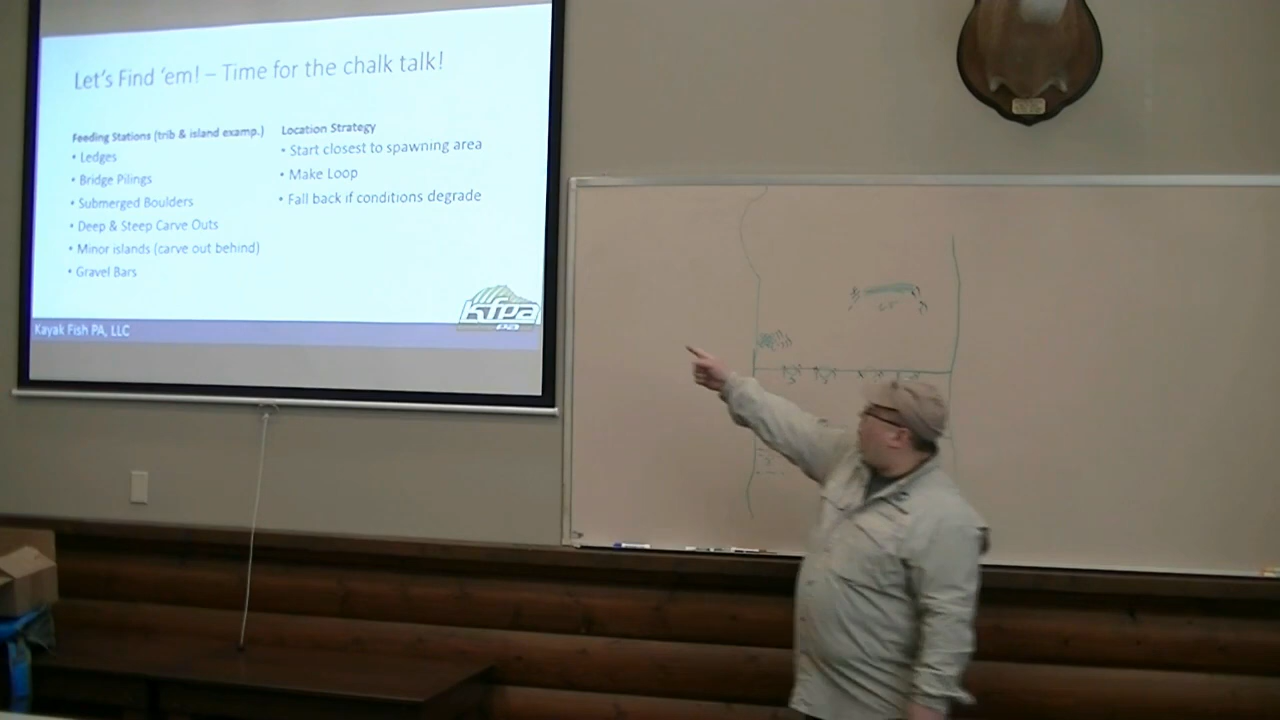 Let's Find 'em! – Time for the chalk talk!
Feeding Stations (trib & island examp.)
• Ledges
• Bridge Pilings
• Submerged Boulders
• Deep & Steep Carve Outs
• Minor islands (carve out behind)
• Gravel Bars
Location Strategy
• Start closest to spawning area
• Make Loop
• Fall back if conditions degrade
kfpa
PA
Kayak Fish PA, LLC